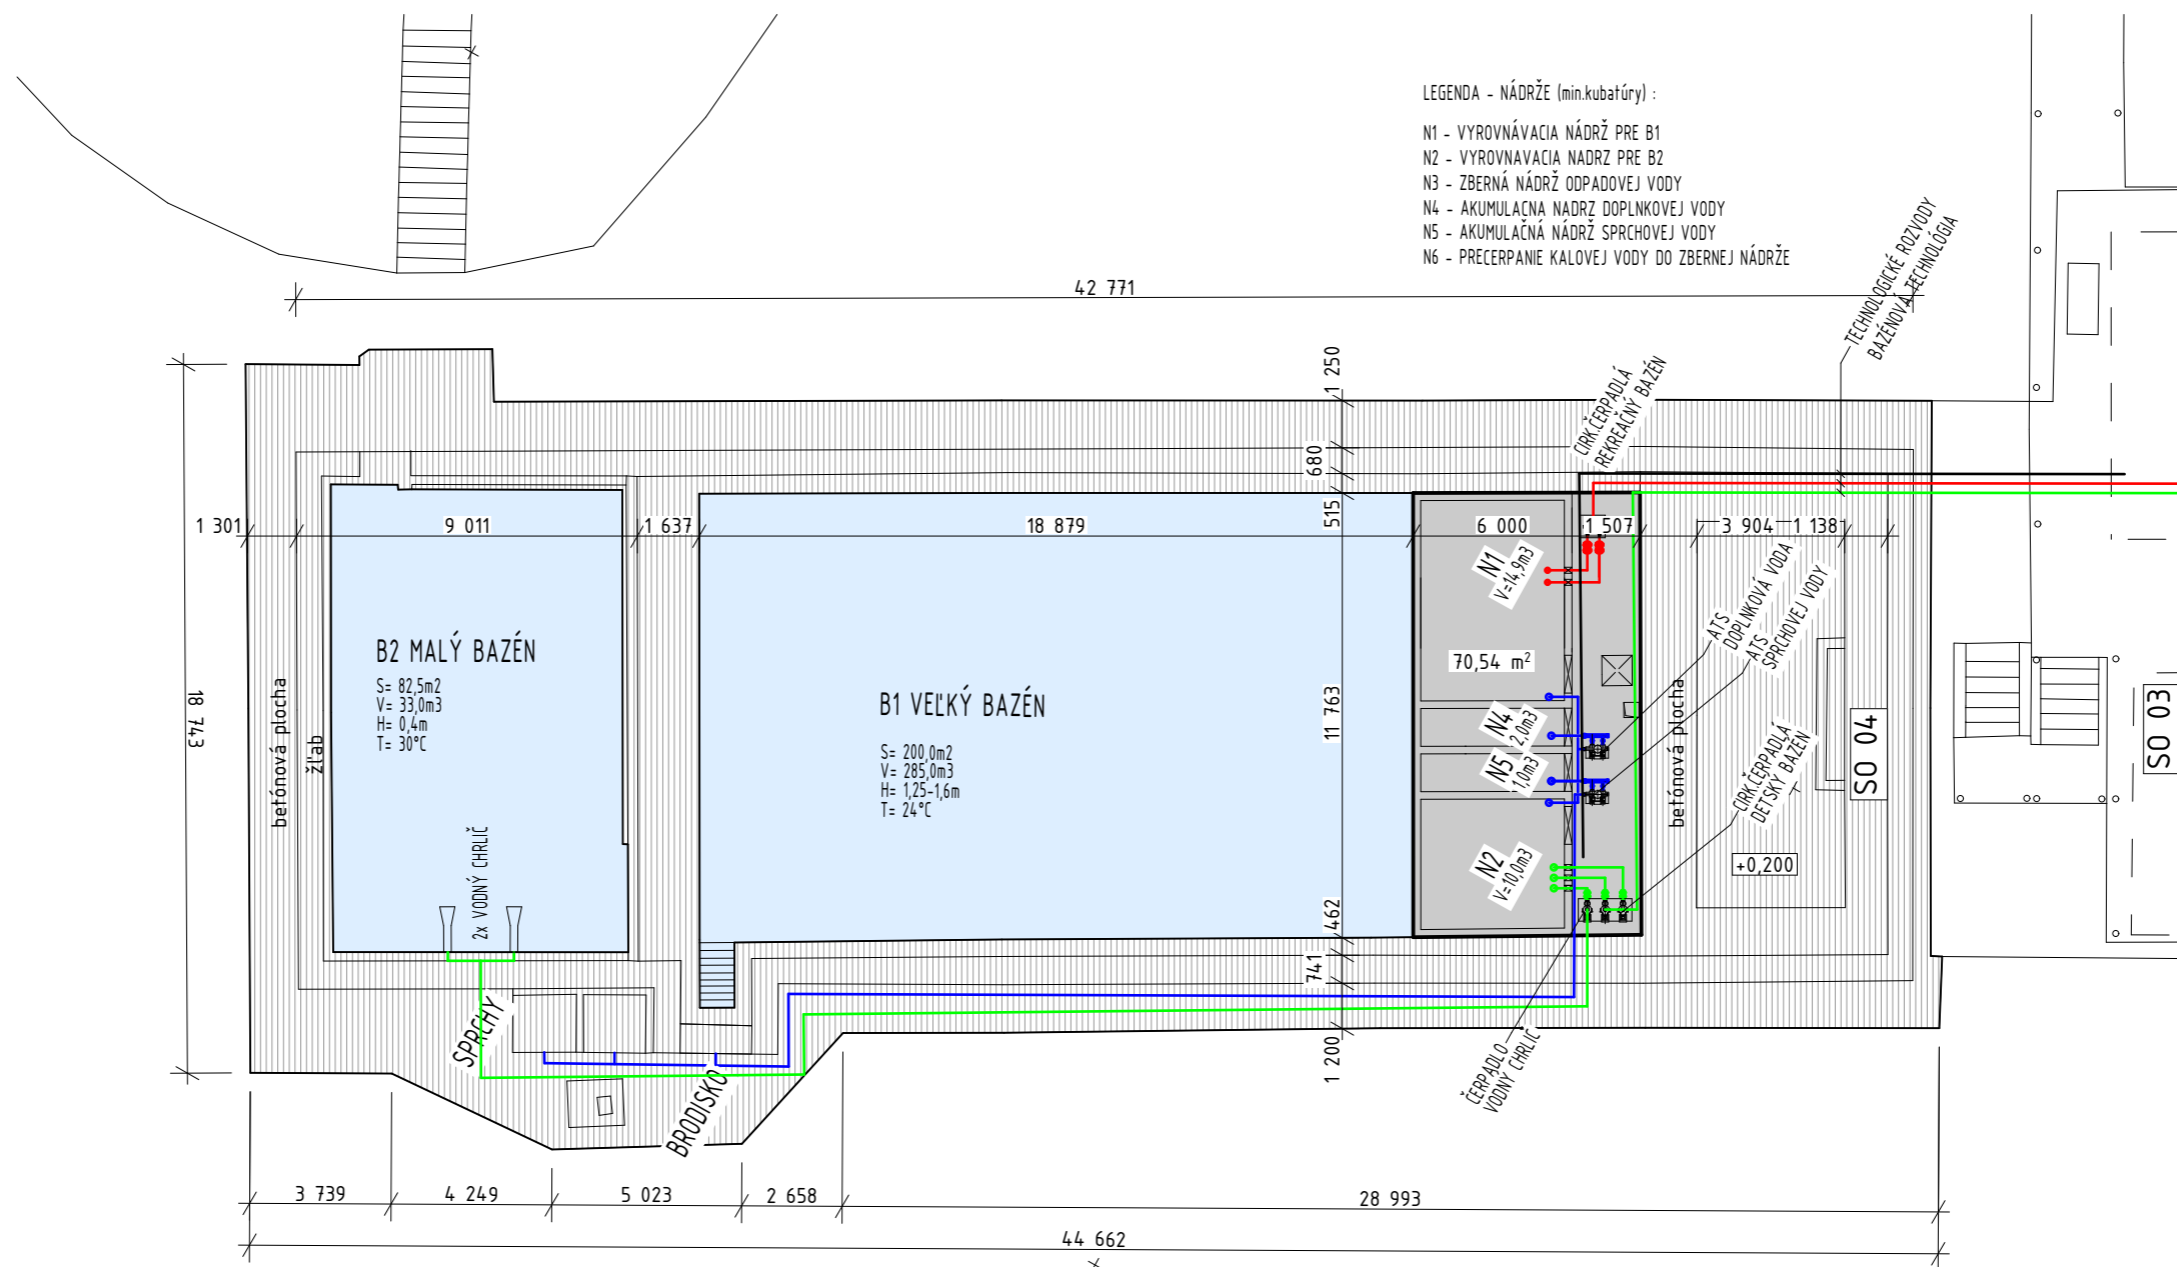 LEGENDA - NÁDRŽE (min.kubatúry) :
N1 - VYROVNÁVACIA NÁDRŽ PRE B1
N2 - VYROVNAVACIA NADRZ PRE B2
N3 - ZBERNÁ NÁDRŽ ODPADOVEJ VODY
N4 - AKUMULACNA NADRZ DOPLNKOVEJ VODY
N5 - AKUMULAČNÁ NÁDRŽ SPRCHOVEJ VODY
N6 - PRECERPANIE KALOVEJ VODY DO ZBERNEJ NÁDRŽE
TECHNOLOGICKÉ ROZVODY
BAZÉNOVÁ TECHNOLÓGIA
42 771
1 250
CIRK.ČERPADLÁ
REKREAČNÝ BAZÉN
680
515
1 301
9 011
1 637
18 879
6 000
1 507
3 904
1 138
N1
V=14,9m3
ATS
DOPLNKOVÁ VODA
ATS
SPRCHOVEJ VODY
B2 MALÝ BAZÉN
S= 82,5m2
V= 33,0m3
H= 0,4m
T= 30°C
70,54 m²
18 743
betónová plocha
žľab
B1 VEĽKÝ BAZÉN
S= 200,0m2
V= 285,0m3
H= 1,25-1,6m
T= 24°C
11 763
N4
2,0m3
N5
1,0m3
betónová plocha
SO 04
SO 03
CIRK.ČERPADLÁ
DETSKÝ BAZÉN
2x VODNÝ CHRLIČ
N2
V=10,0m3
+0,200
462
741
SPRCHY
1 200
ČERPADLO
VODNÝ CHRLIČ
BRODISKO
3 739
4 249
5 023
2 658
28 993
44 662